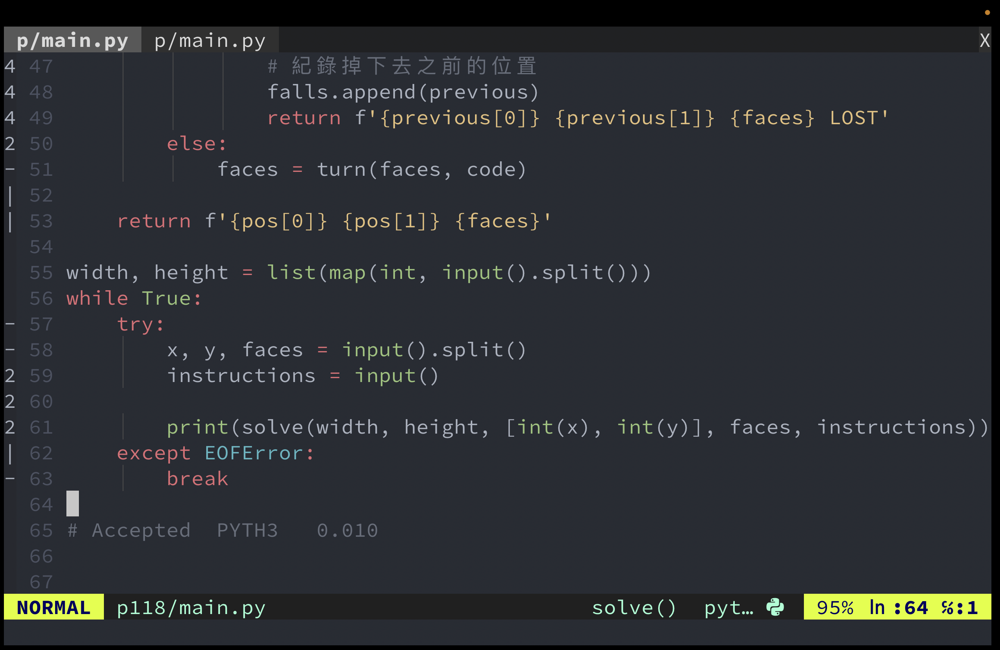 p/main.py p/main.py X
4 47 # 紀錄掉下去之前的位置
4 48 falls.append(previous)
4 49 return f'{previous[0]} {previous[1]} {faces} LOST'
2 50 else:
- 51 faces = turn(faces, code)
│ 52
│ 53 return f'{pos[0]} {pos[1]} {faces}'
54
55 width, height = list(map(int, input().split()))
56 while True:
- 57 try:
- 58 x, y, faces = input().split()
2 59 instructions = input()
2 60
2 61 print(solve(width, height, [int(x), int(y)], faces, instructions))
│ 62 except EOFError:
- 63 break
64
65 # Accepted PYTH3 0.010
66
67
NORMAL p118/main.py solve() pyt… 95% ln :64 ℅:1